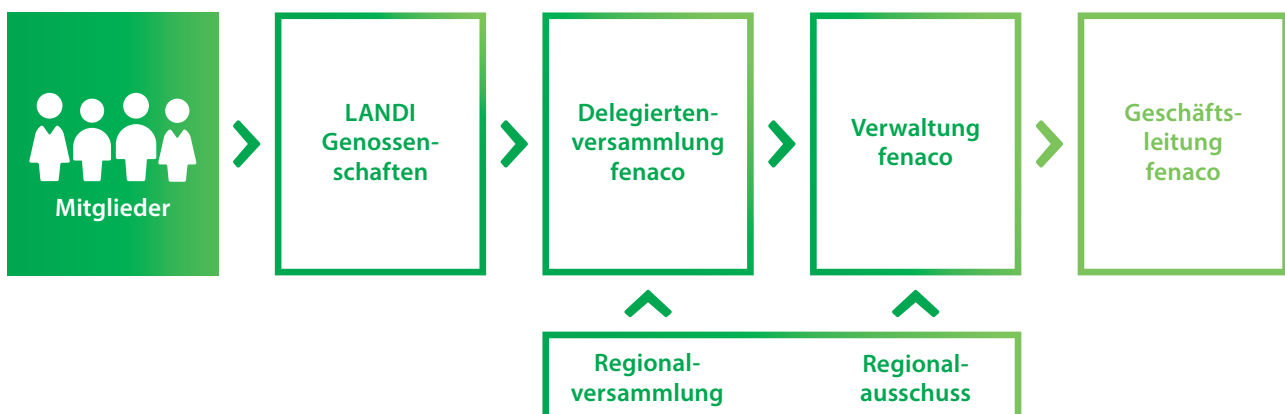 Mitglieder
LANDI
Genossen-
schaften
Delegierten-
versammlung
fenaco
Verwaltung
fenaco
Geschäfts-
leitung
fenaco
Regional-
versammlung
Regional-
ausschuss